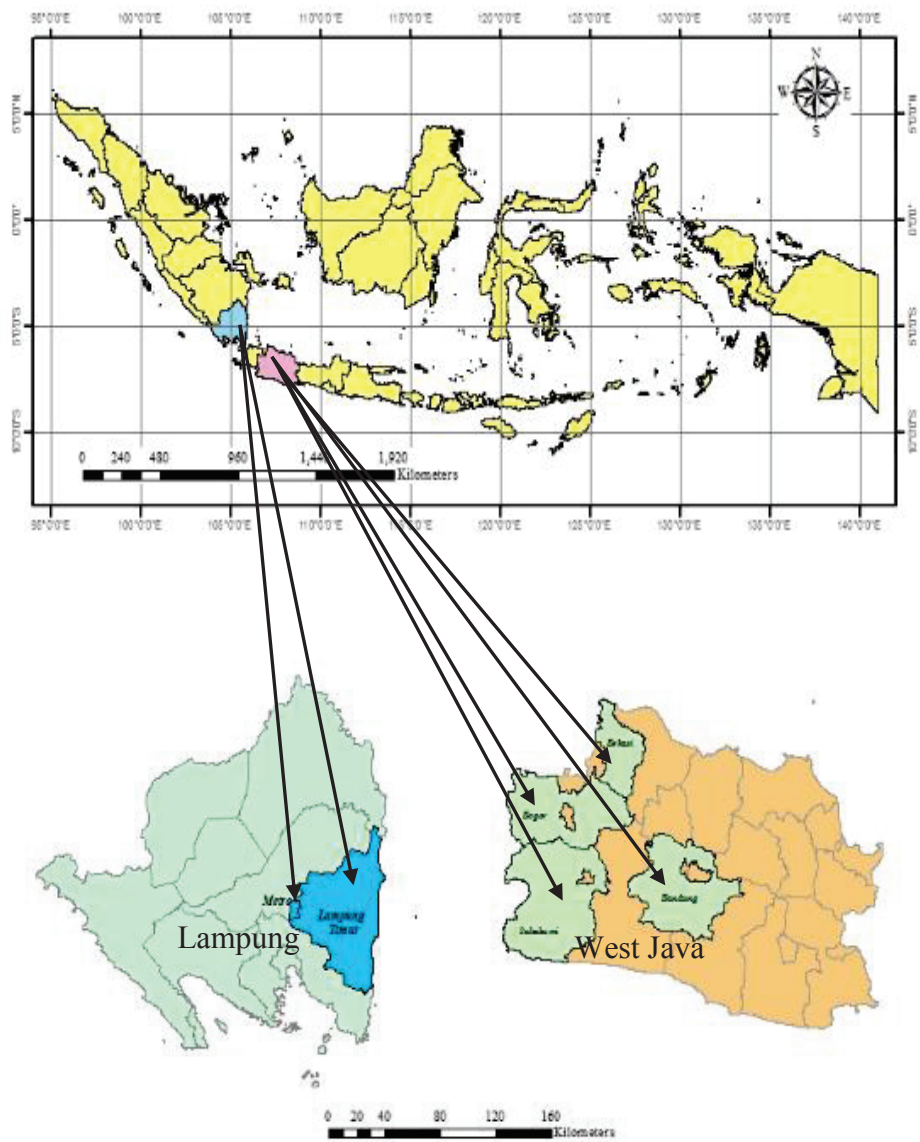 95°0'0"E 100°0'0"E 105°0'0"E 110°0'0"E 115°0'0"E 120°0'0"E 125°0'0"E 130°0'0"E 135°0'0"E 140°0'0"E
N
W E
S
5°0'0"N 5°0'0"N
0°0'0" 0°0'0"
5°0'0"S 5°0'0"S
10°0'0"S 10°0'0"S
0 240 480 960 1,440 1,920
Kilometers
95°0'0"E 100°0'0"E 105°0'0"E 110°0'0"E 115°0'0"E 120°0'0"E 125°0'0"E 130°0'0"E 135°0'0"E 140°0'0"E
Bekasi
Bogor
Metro
Bandung
Lampung
Timur
Sukabumi
Lampung
West Java
0 20 40 80 120 160
Kilometers